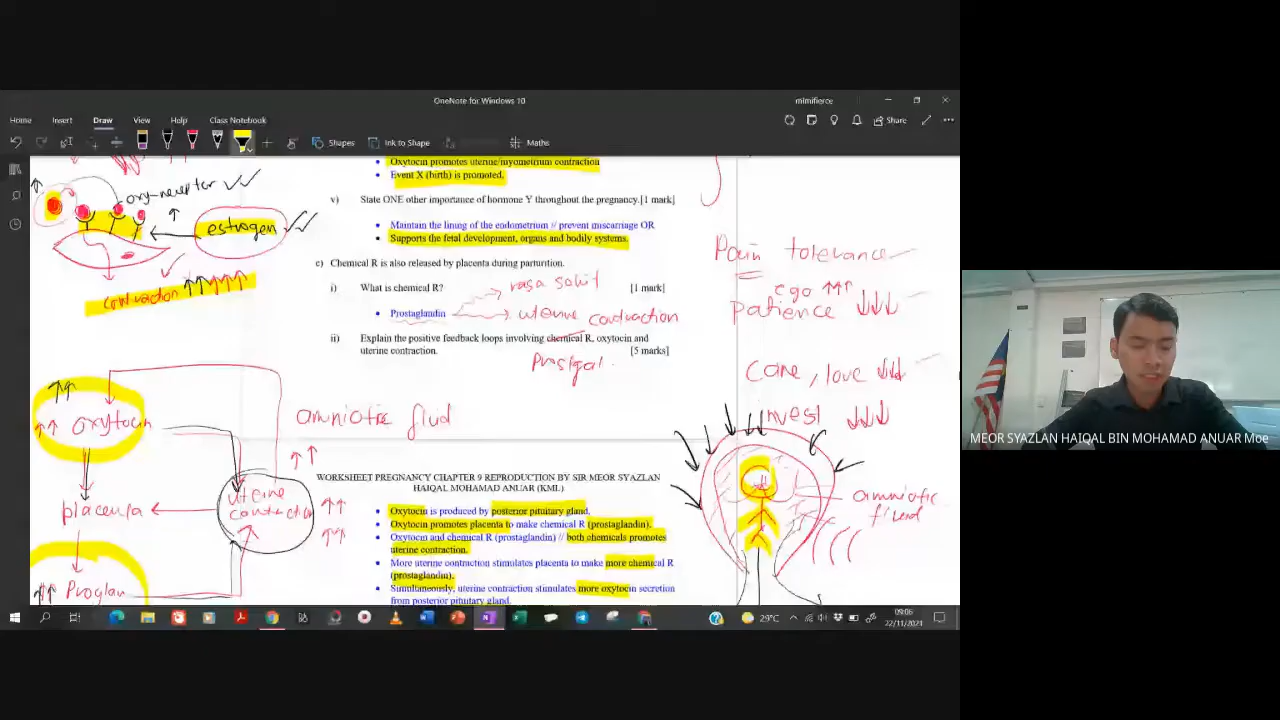 OneNote for Windows 10
mimifierce
Home Insert Draw View Help Class Notebook
Share
Shapes
Ink to Shape
Maths
• Oxytocin promotes uterine/myometrium contraction
• Event X (birth) is promoted.
v) State ONE other importance of hormone Y throughout the pregnancy.[1 mark]
• Maintain the lining of the endometrium // prevent miscarriage OR
• Supports the fetal development, organs and bodily systems.
c) Chemical R is also released by placenta during parturition.
i) What is chemical R? [1 mark]
• Prostaglandin
rasa sakit
uterine contraction
ii) Explain the positive feedback loops involving chemical R, oxytocin and
uterine contraction. [5 marks]
oxy-receptor
estrogen
contraction
Pain tolerance
ego
patience
Care, love
invest
amniotic
oxytocin
amniotic fluid
placenta
uterine
contraction
Proglan
WORKSHEET PREGNANCY CHAPTER 9 REPRODUCTION BY SIR MEOR SYAZLAN
HAIQAL MOHAMAD ANUAR (KML)
• Oxytocin is produced by posterior pituitary gland.
• Oxytocin promotes placenta to make chemical R (prostaglandin).
• Oxytocin and chemical R (prostaglandin) // both chemicals promotes
uterine contraction.
• More uterine contraction stimulates placenta to make more chemical R
(prostaglandin).
• Simultaneously, uterine contraction stimulates more oxytocin secretion
from posterior pituitary gland.
MEOR SYAZLAN HAIQAL BIN MOHAMAD ANUAR Moe
29°C
09:06
22/11/2021